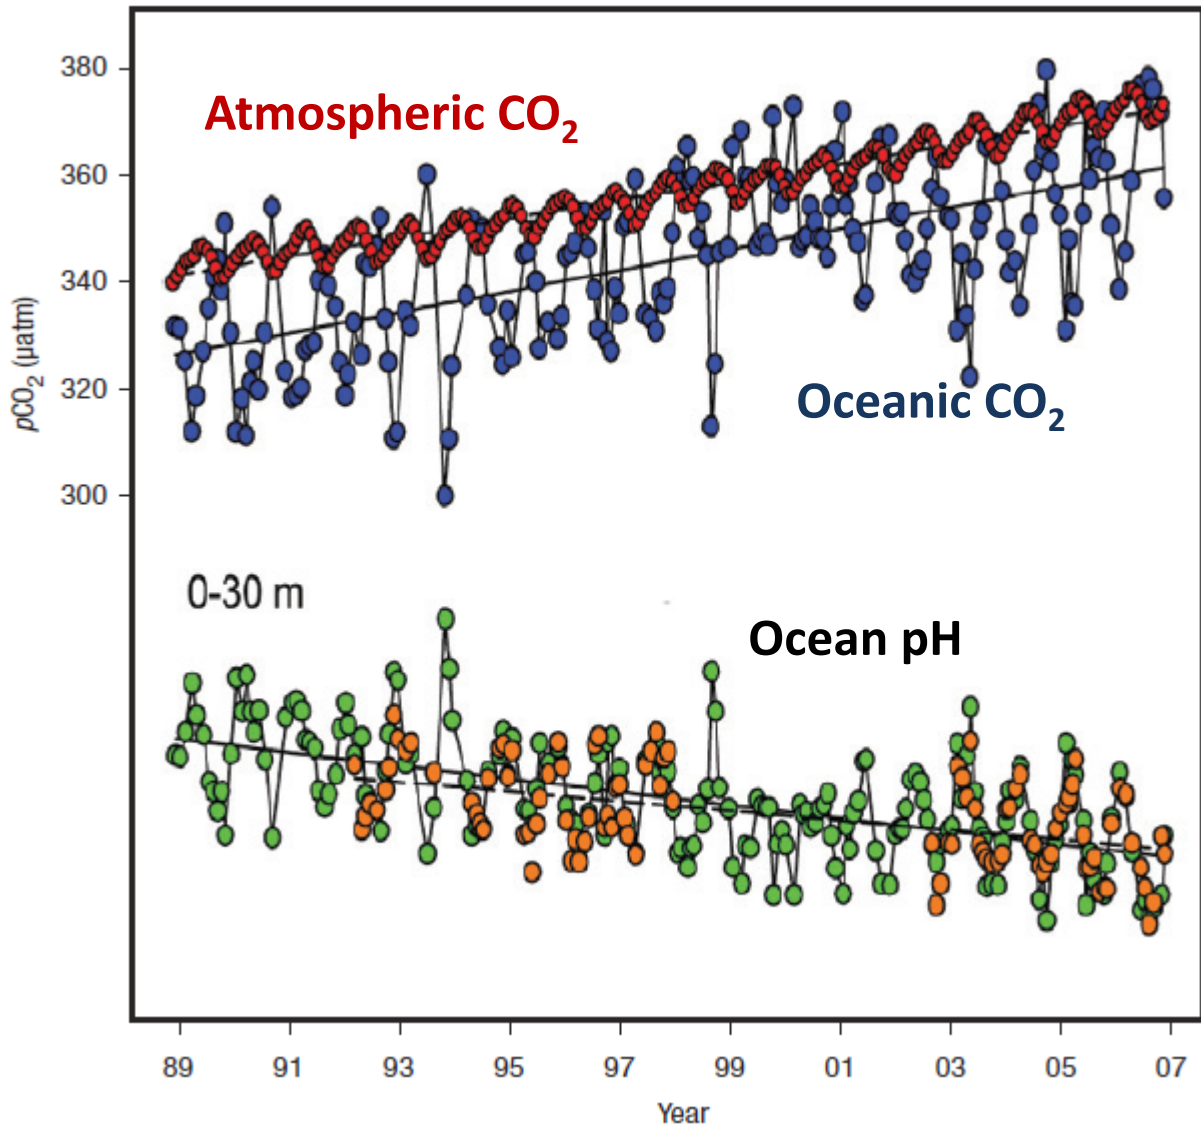 380
Atmospheric CO₂
360
340
pCO₂ (µatm)
320
Oceanic CO₂
300
0-30 m
Ocean pH
89 91 93 95 97 99 01 03 05 07
Year